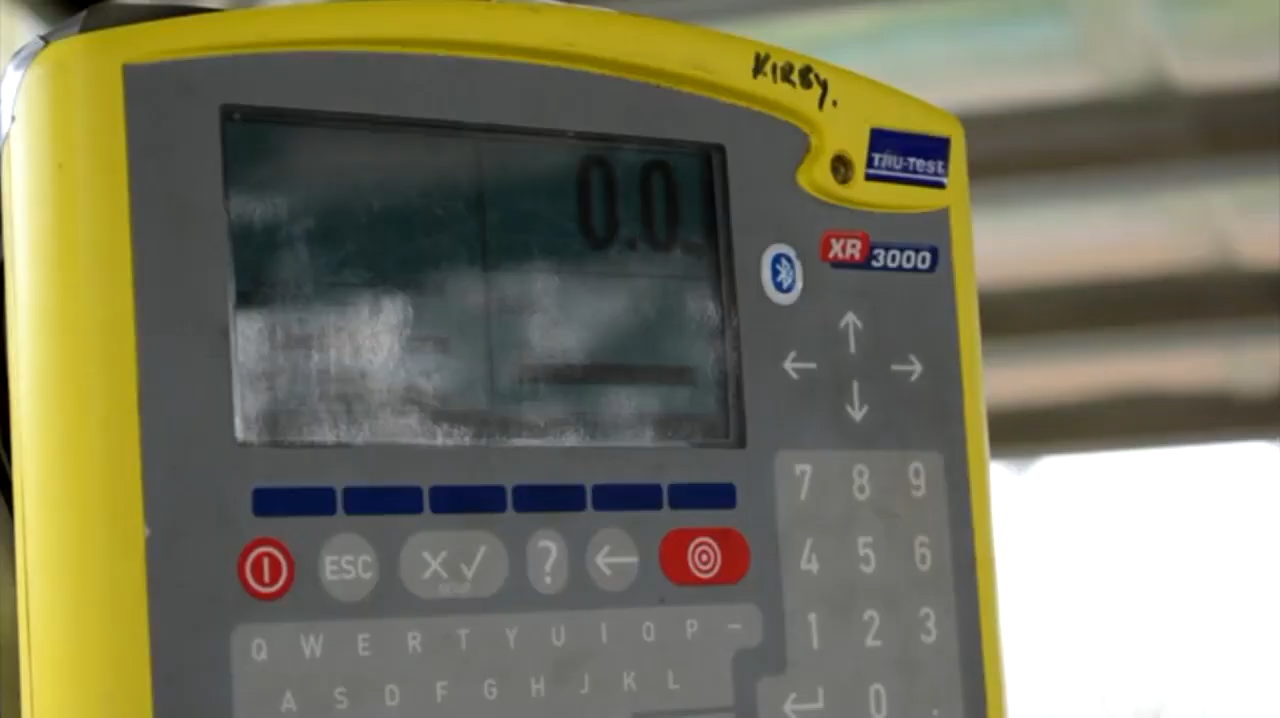 KIRBY.
TRU-TEST
0.0
XR 3000
7 8 9
4 5 6
1 2 3
0 .
ESC
?
Q W E R T Y U I O P -
A S D F G H J K L